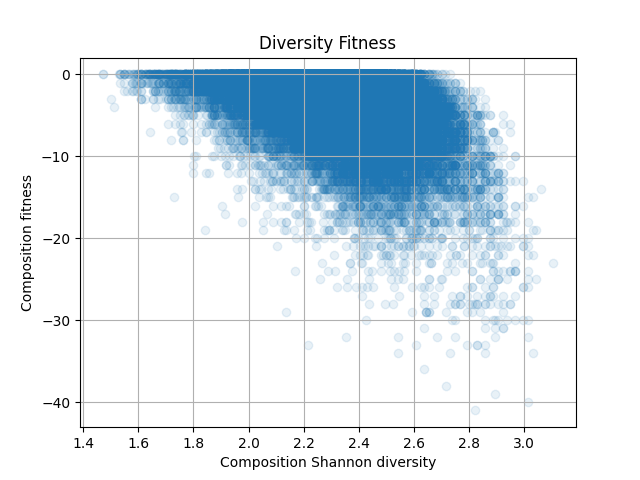 Diversity Fitness
0
−10
−20
−30
−40
Composition fitness
1.4 1.6 1.8 2.0 2.2 2.4 2.6 2.8 3.0
Composition Shannon diversity